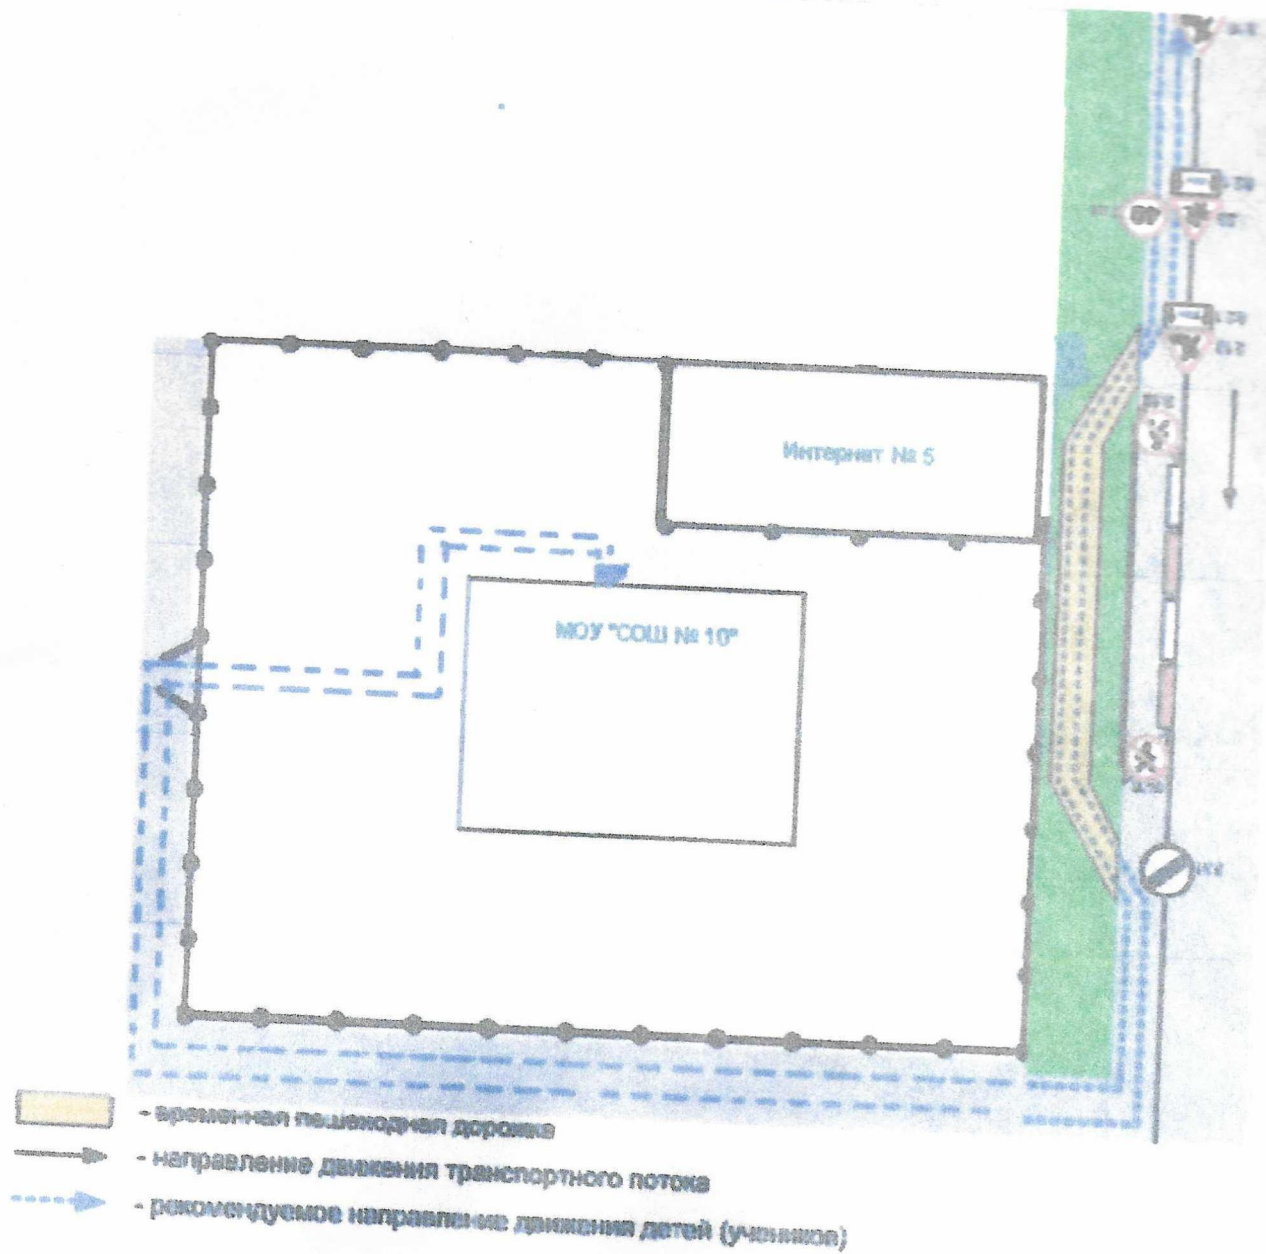 40
Интернат № 5
МОУ "СОШ № 10"
- временная пешеходная дорожка
- направление движения транспортного потока
- рекомендуемое направление движения детей (учеников)